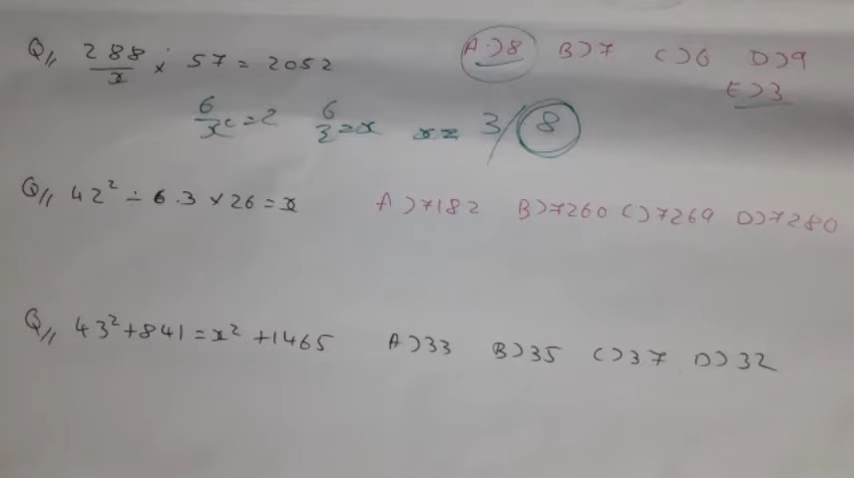 Q// 288/x × 57 = 2052 A→8 B>7 C>6 D>9
E>3
6/x = 2 6/3 = x x = 3/8
Q// 42² ÷ 6.3 × 26 = x A>7182 B>7260 C>7269 D>7280
Q// 43² + 841 = x² + 1465 A>33 B>35 C>37 D>32